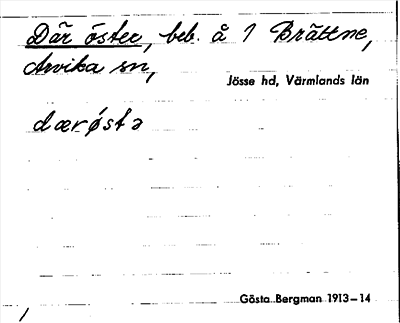 Där öster, beb. å 1 Brättne,
Arvika sn,
Jösse hd, Värmlands län
dærøstə
Gösta Bergman 1913–14